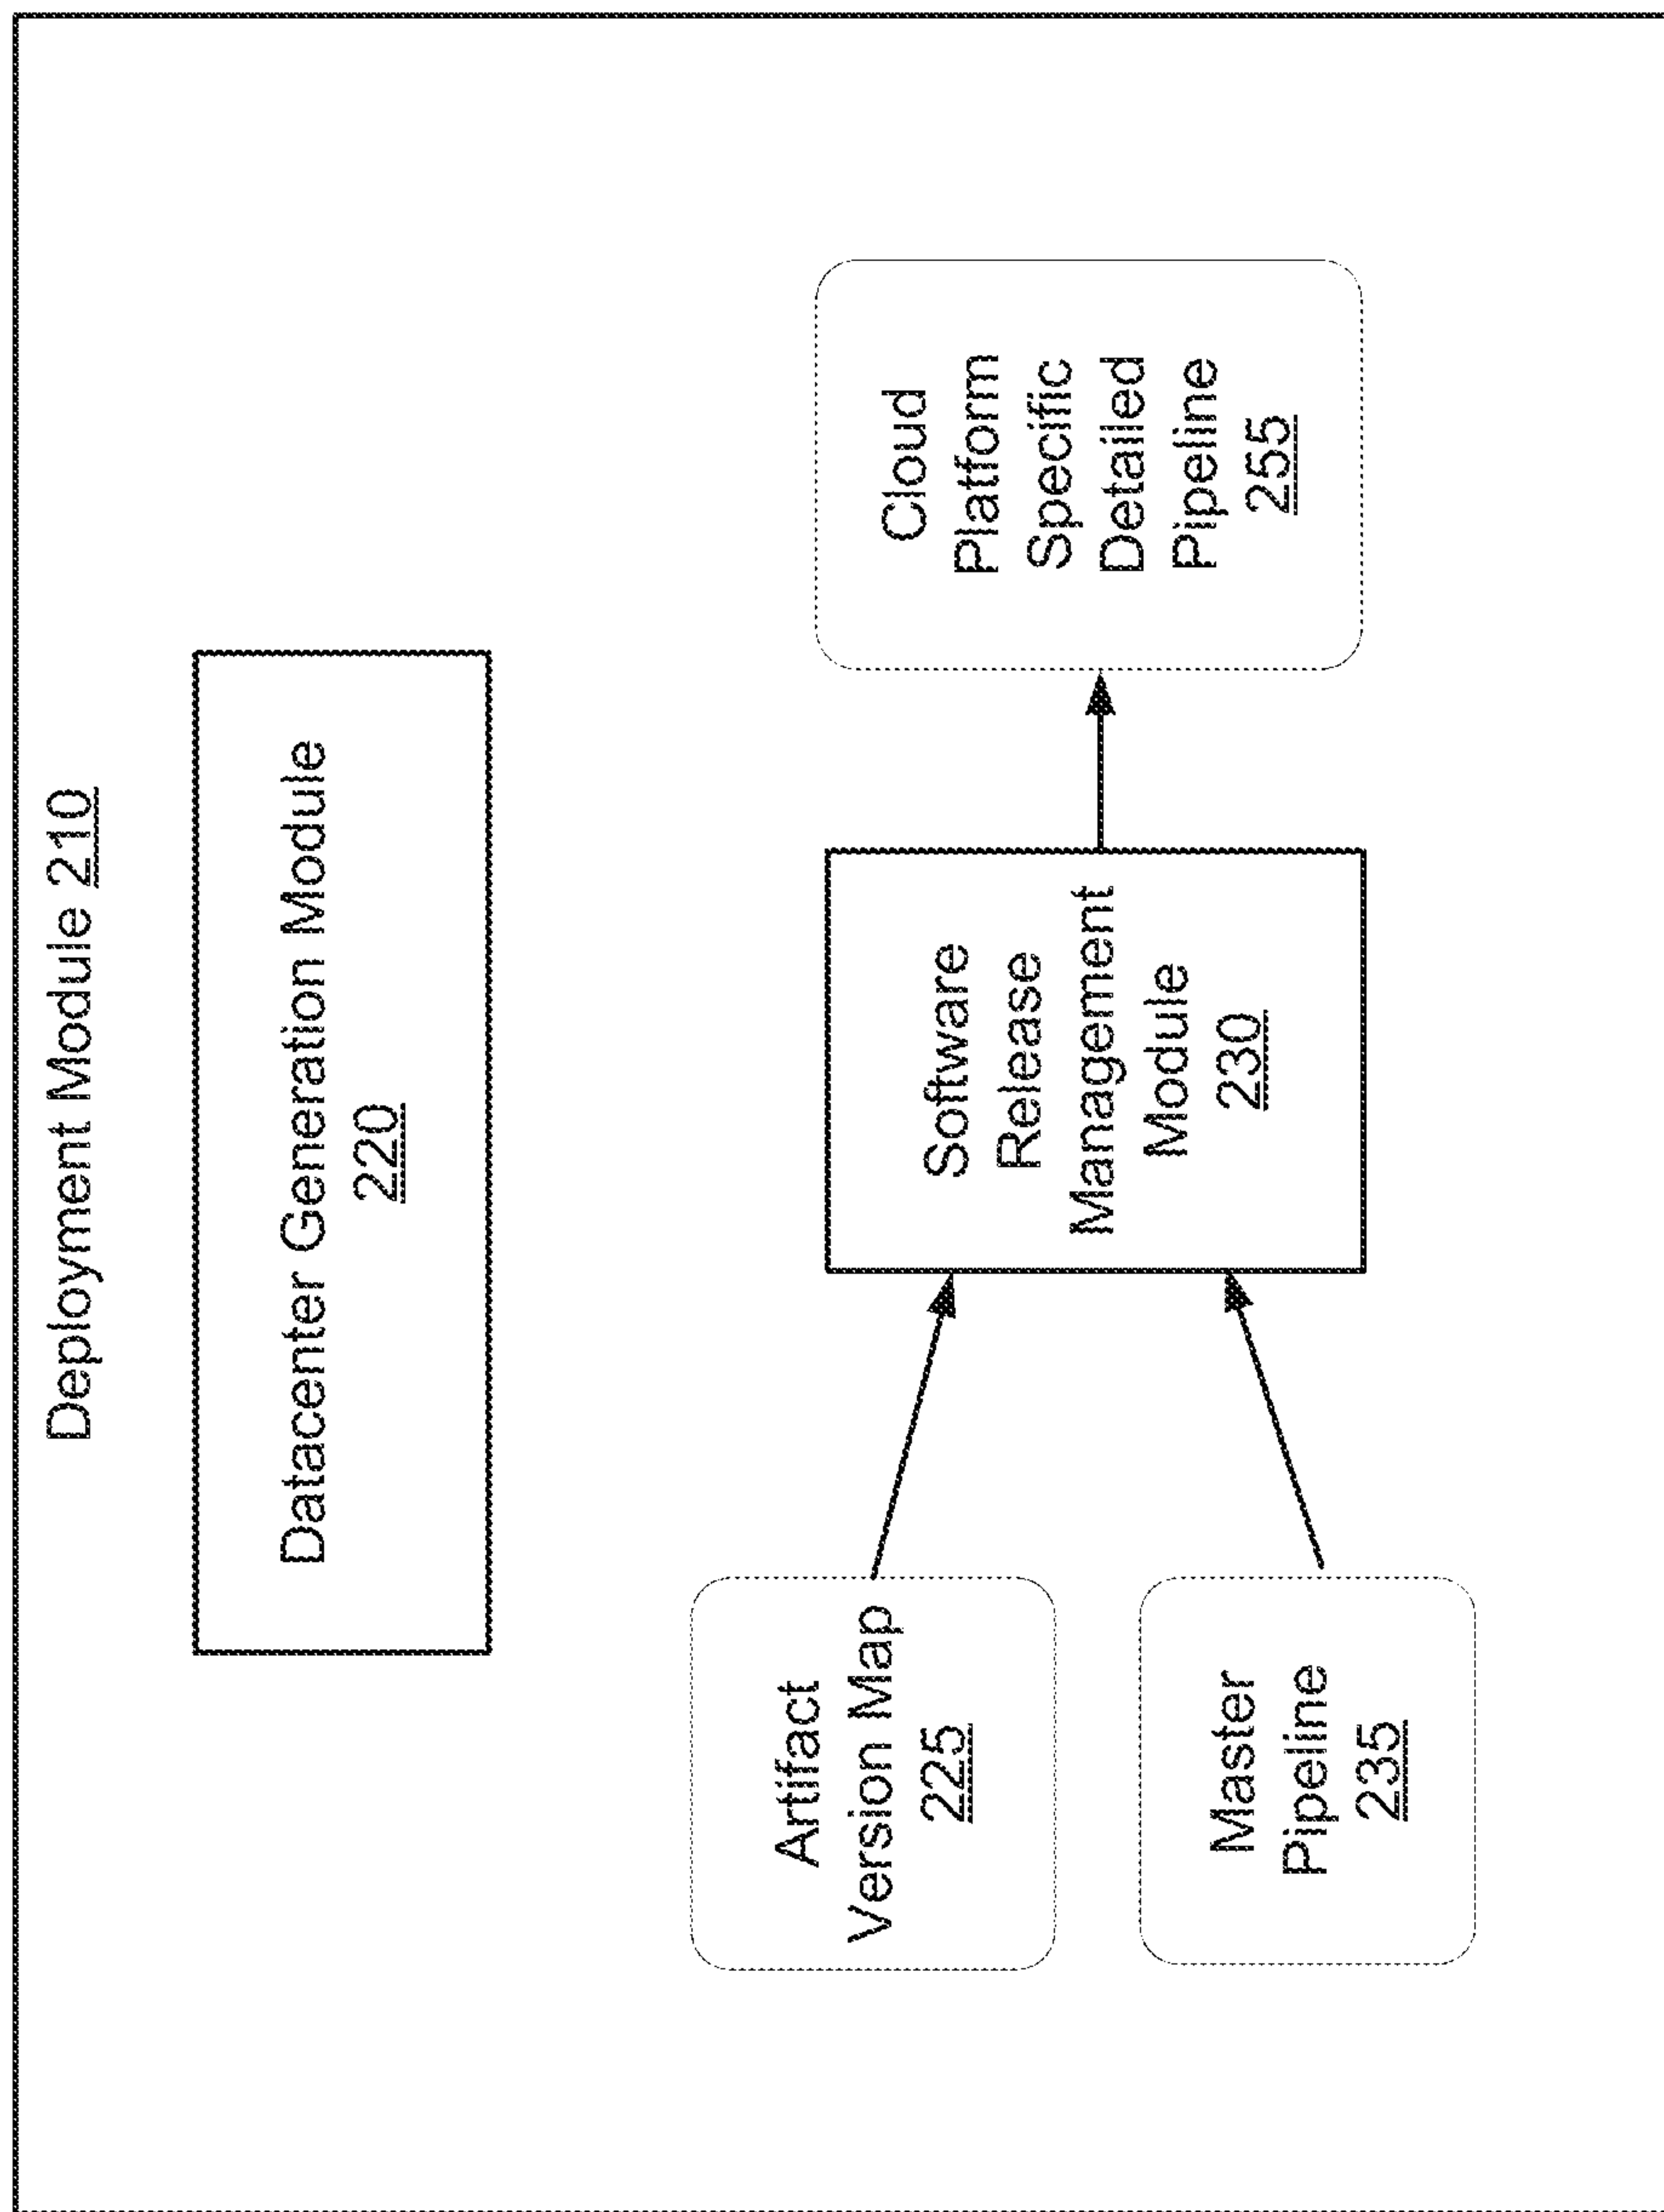 Deployment Module 210
Datacenter Generation Module
220
Artifact
Version Map
225
Master
Pipeline
235
Software
Release
Management
Module
230
Cloud
Platform
Specific
Detailed
Pipeline
255